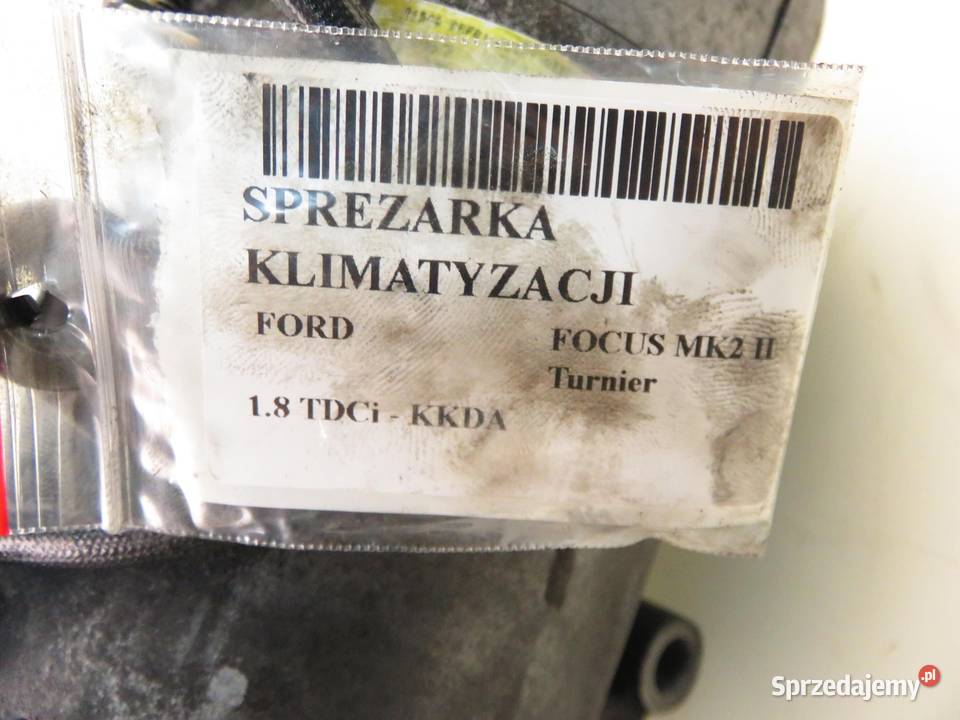 SPREZARKA
KLIMATYZACJI
FORD
FOCUS MK2 II
Turnier
1.8 TDCi - KKDA
Sprzedajemy.pl